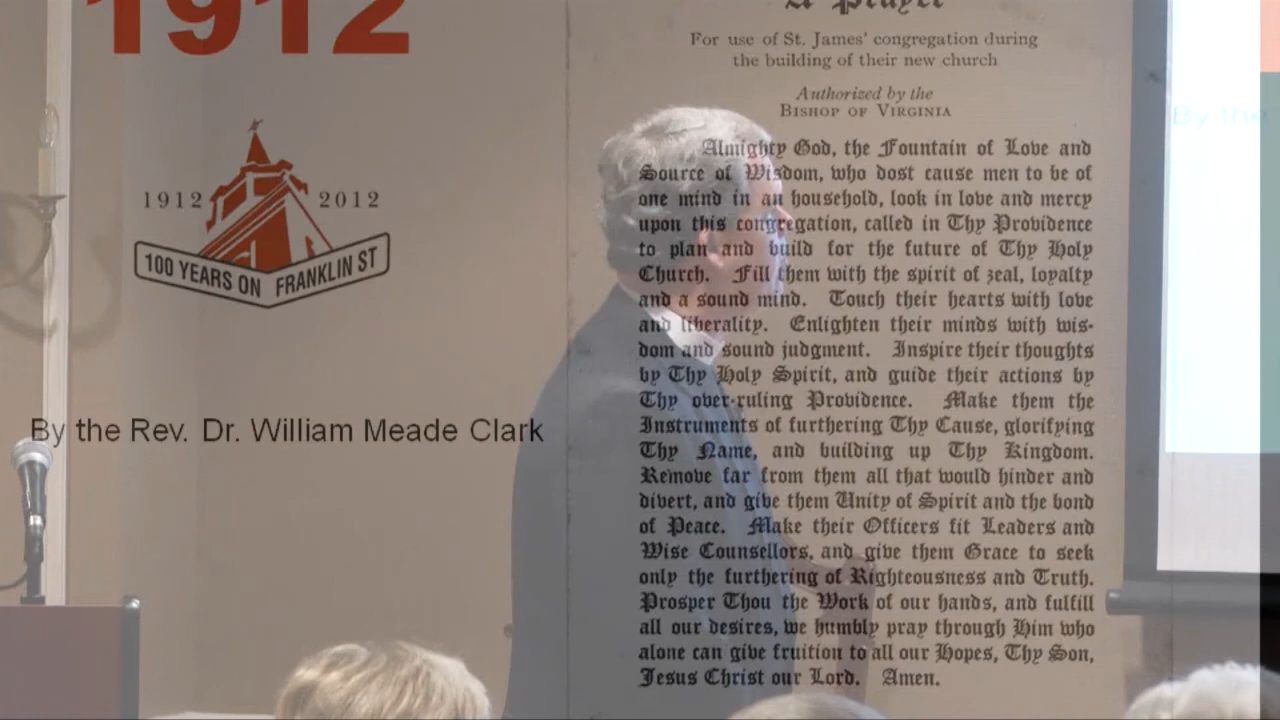 1912
1912 2012
100 YEARS ON FRANKLIN ST
By the Rev. Dr. William Meade Clark
A Prayer
For use of St. James' congregation during
the building of their new church
Authorized by the
BISHOP OF VIRGINIA
Almighty God, the Fountain of Love and
Source of Wisdom, who dost cause men to be of
one mind in an household, look in love and mercy
upon this congregation, called in Thy Providence
to plan and build for the future of Thy Holy
Church. Fill them with the spirit of zeal, loyalty
and a sound mind. Touch their hearts with love
and liberality. Enlighten their minds with wis-
dom and sound judgment. Inspire their thoughts
by Thy Holy Spirit, and guide their actions by
Thy over-ruling Providence. Make them the
Instruments of furthering Thy Cause, glorifying
Thy Name, and building up Thy Kingdom.
Remove far from them all that would hinder and
divert, and give them Unity of Spirit and the bond
of Peace. Make their Officers fit Leaders and
Wise Counsellors, and give them Grace to seek
only the furthering of Righteousness and Truth.
Prosper Thou the Work of our hands, and fulfill
all our desires, we humbly pray through Him who
alone can give fruition to all our Hopes, Thy Son,
Jesus Christ our Lord. Amen.
By the